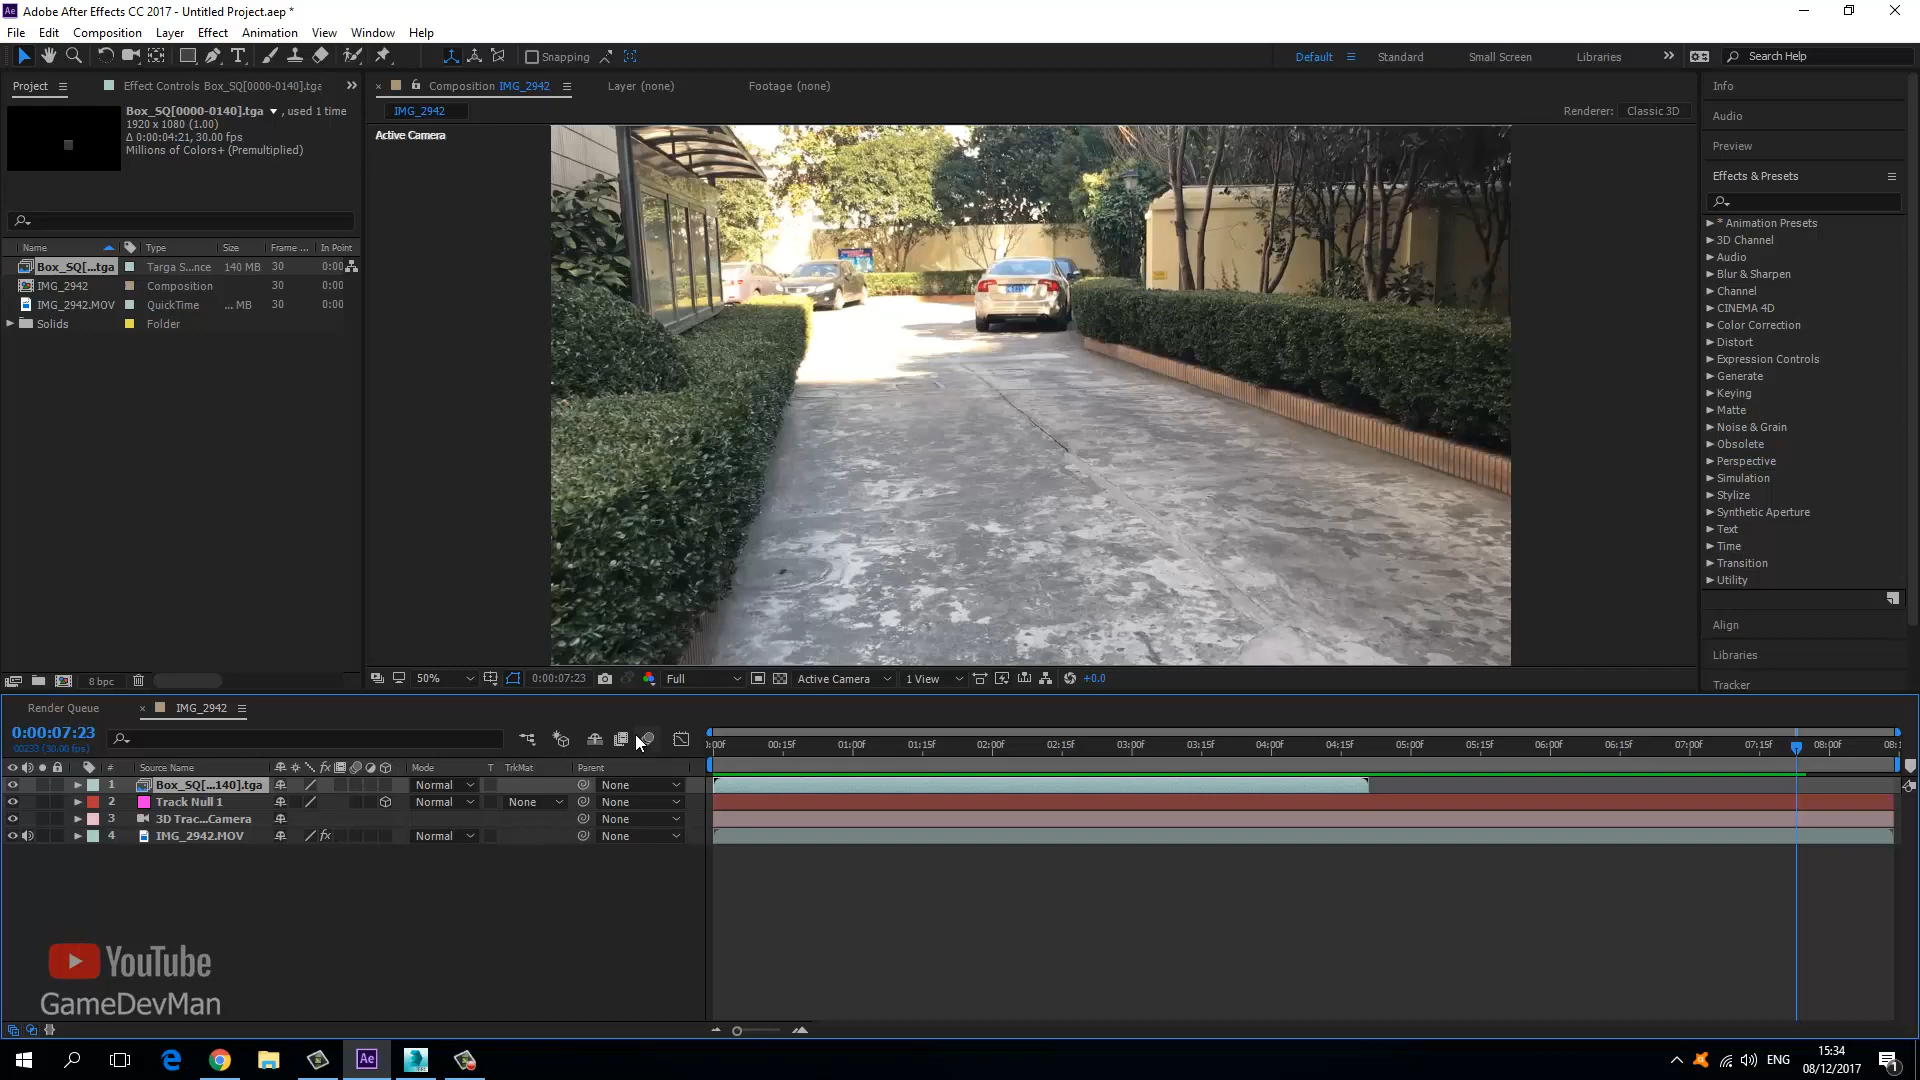 Adobe After Effects CC 2017 - Untitled Project.aep *
File Edit Composition Layer Effect Animation View Window Help
Snapping
Default Standard Small Screen Libraries
Search Help
Project Effect Controls Box_SQ[0000-0140].tga
Box_SQ[0000-0140].tga , used 1 time
1920 x 1080 (1.00)
Δ 0:00:04:21, 30.00 fps
Millions of Colors+ (Premultiplied)
Name Type Size Frame ... In Point
Box_SQ[...tga Targa S...nce 140 MB 30 0:00
IMG_2942 Composition 30 0:00
IMG_2942.MOV QuickTime ... MB 30 0:00
Solids Folder
8 bpc
Composition IMG_2942 Layer (none) Footage (none)
IMG_2942
Renderer: Classic 3D
Active Camera
50% 0:00:07:23 Full Active Camera 1 View +0.0
Info
Audio
Preview
Effects & Presets
* Animation Presets
3D Channel
Audio
Blur & Sharpen
Channel
CINEMA 4D
Color Correction
Distort
Expression Controls
Generate
Keying
Matte
Noise & Grain
Obsolete
Perspective
Simulation
Stylize
Synthetic Aperture
Text
Time
Transition
Utility
Align
Libraries
Tracker
Render Queue IMG_2942
0:00:07:23
00233 (30.00 fps)
:00f 00:15f 01:00f 01:15f 02:00f 02:15f 03:00f 03:15f 04:00f 04:15f 05:00f 05:15f 06:00f 06:15f 07:00f 07:15f 08:00f 08:1
# Source Name fx Mode T TrkMat Parent
1 Box_SQ[...140].tga Normal None
2 Track Null 1 Normal None None
3 3D Trac...Camera None
4 IMG_2942.MOV fx Normal None
YouTube
GameDevMan
Ae
ENG
15:34
08/12/2017
1